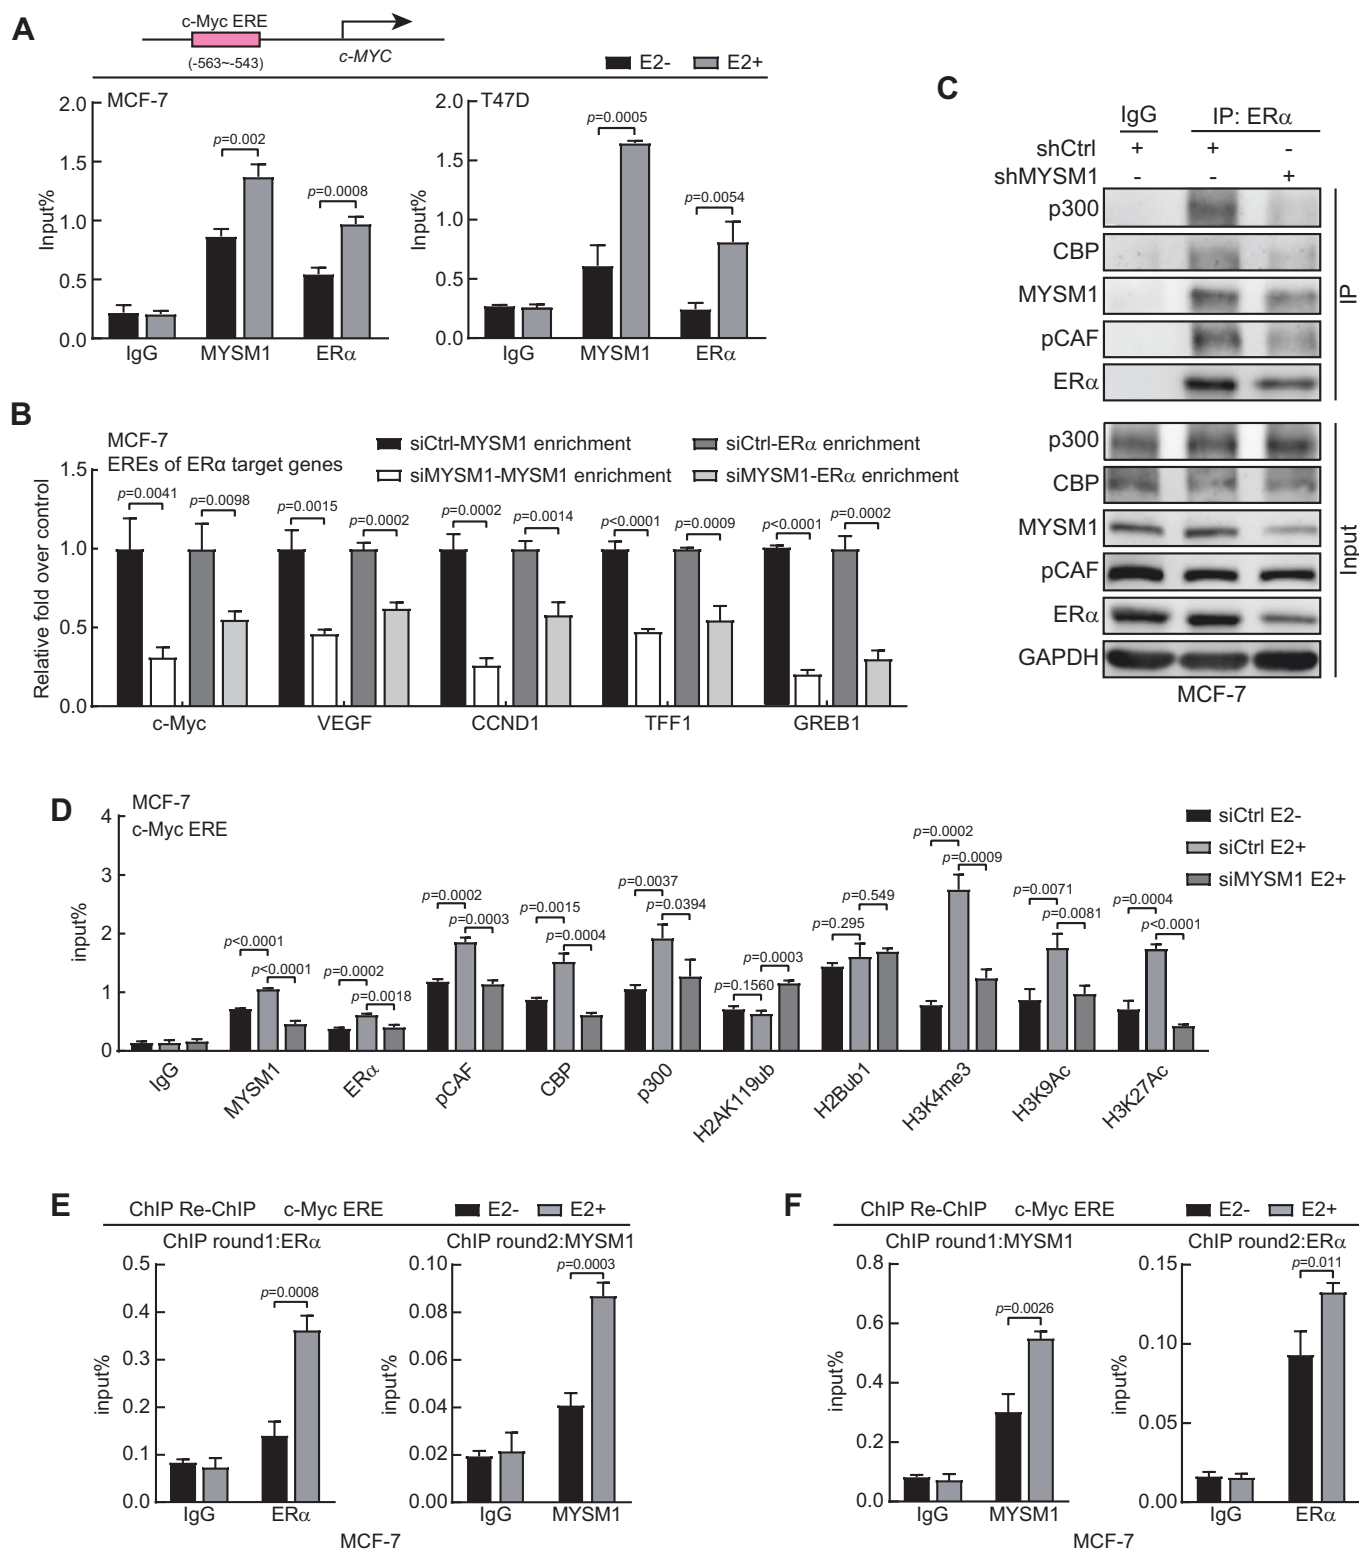 A
c-Myc ERE
(-563~-543)
c-MYC
E2- E2+
MCF-7
2.0
1.5
1.0
0.5
0.0
Input%
p=0.002
p=0.0008
IgG MYSM1 ERα
T47D
2.0
1.5
1.0
0.5
0.0
Input%
p=0.0005
p=0.0054
IgG MYSM1 ERα
B
MCF-7
EREs of ERα target genes
siCtrl-MYSM1 enrichment siCtrl-ERα enrichment
siMYSM1-MYSM1 enrichment siMYSM1-ERα enrichment
1.5
1.0
0.5
0.0
Relative fold over control
p=0.0041 p=0.0098 p=0.0015 p=0.0002 p=0.0002 p=0.0014 p<0.0001 p=0.0009 p<0.0001 p=0.0002
c-Myc VEGF CCND1 TFF1 GREB1
C
IgG IP: ERα
shCtrl + + -
shMYSM1 - - +
p300
CBP
MYSM1
pCAF
ERα
IP
p300
CBP
MYSM1
pCAF
ERα
GAPDH
Input
MCF-7
D
MCF-7
c-Myc ERE
siCtrl E2-
siCtrl E2+
siMYSM1 E2+
4
3
2
1
0
input%
p<0.0001
p<0.0001
p=0.0002
p=0.0018
p=0.0002
p=0.0003
p=0.0015
p=0.0004
p=0.0037
p=0.0394
p=0.1560
p=0.0003
p=0.295
p=0.549
p=0.0002
p=0.0009
p=0.0071
p=0.0081
p=0.0004
p<0.0001
IgG MYSM1 ERα pCAF CBP p300 H2AK119ub H2Bub1 H3K4me3 H3K9Ac H3K27Ac
E
ChIP Re-ChIP c-Myc ERE E2- E2+
ChIP round1:ERα
0.5
0.4
0.3
0.2
0.1
0.0
input%
p=0.0008
IgG ERα
ChIP round2:MYSM1
0.10
0.08
0.06
0.04
0.02
0.00
input%
p=0.0003
IgG MYSM1
MCF-7
F
ChIP Re-ChIP c-Myc ERE E2- E2+
ChIP round1:MYSM1
0.8
0.6
0.4
0.2
0.0
input%
p=0.0026
IgG MYSM1
ChIP round2:ERα
0.15
0.10
0.05
0.00
input%
p=0.011
IgG ERα
MCF-7